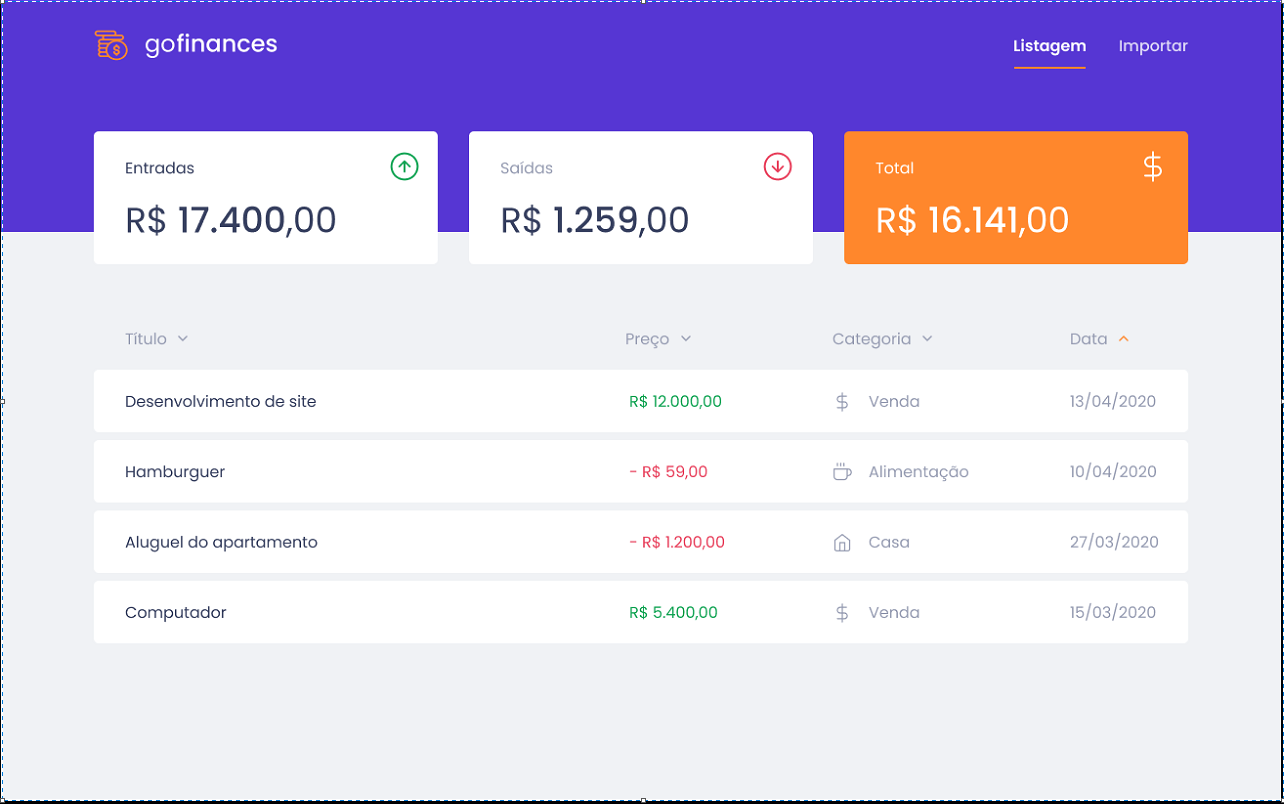 gofinances Listagem Importar
Entradas Saídas Total
R$ 17.400,00 R$ 1.259,00 R$ 16.141,00
Título Preço Categoria Data
Desenvolvimento de site R$ 12.000,00 Venda 13/04/2020
Hamburguer - R$ 59,00 Alimentação 10/04/2020
Aluguel do apartamento - R$ 1.200,00 Casa 27/03/2020
Computador R$ 5.400,00 Venda 15/03/2020